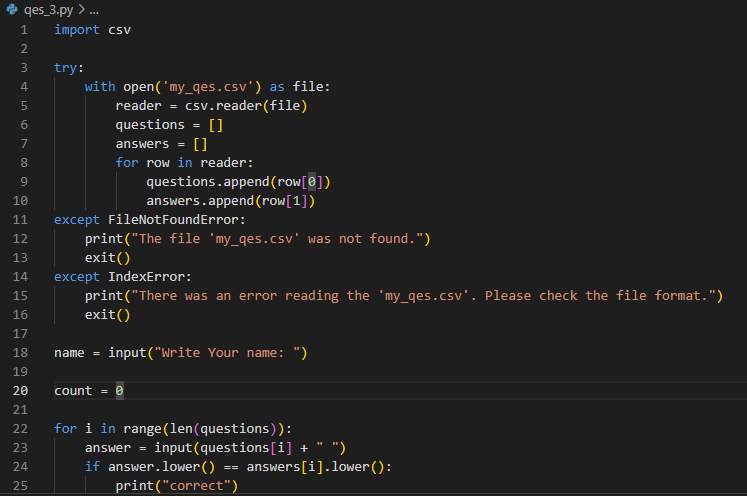 qes_3.py > ...
1 import csv
2
3 try:
4     with open('my_qes.csv') as file:
5         reader = csv.reader(file)
6         questions = []
7         answers = []
8         for row in reader:
9             questions.append(row[0])
10             answers.append(row[1])
11 except FileNotFoundError:
12     print("The file 'my_qes.csv' was not found.")
13     exit()
14 except IndexError:
15     print("There was an error reading the 'my_qes.csv'. Please check the file format.")
16     exit()
17
18 name = input("Write Your name: ")
19
20 count = 0
21
22 for i in range(len(questions)):
23     answer = input(questions[i] + " ")
24     if answer.lower() == answers[i].lower():
25         print("correct")